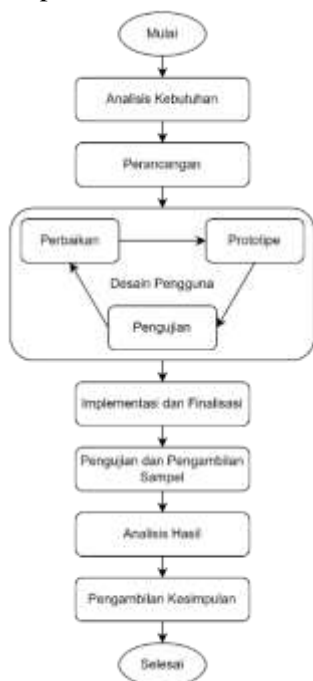 Mulai
Analisis Kebutuhan
Perancangan
Perbaikan
Prototipe
Desain Pengguna
Pengujian
Implementasi dan Finalisasi
Pengujian dan Pengambilan
Sampel
Analisis Hasil
Pengambilan Kesimpulan
Selesai